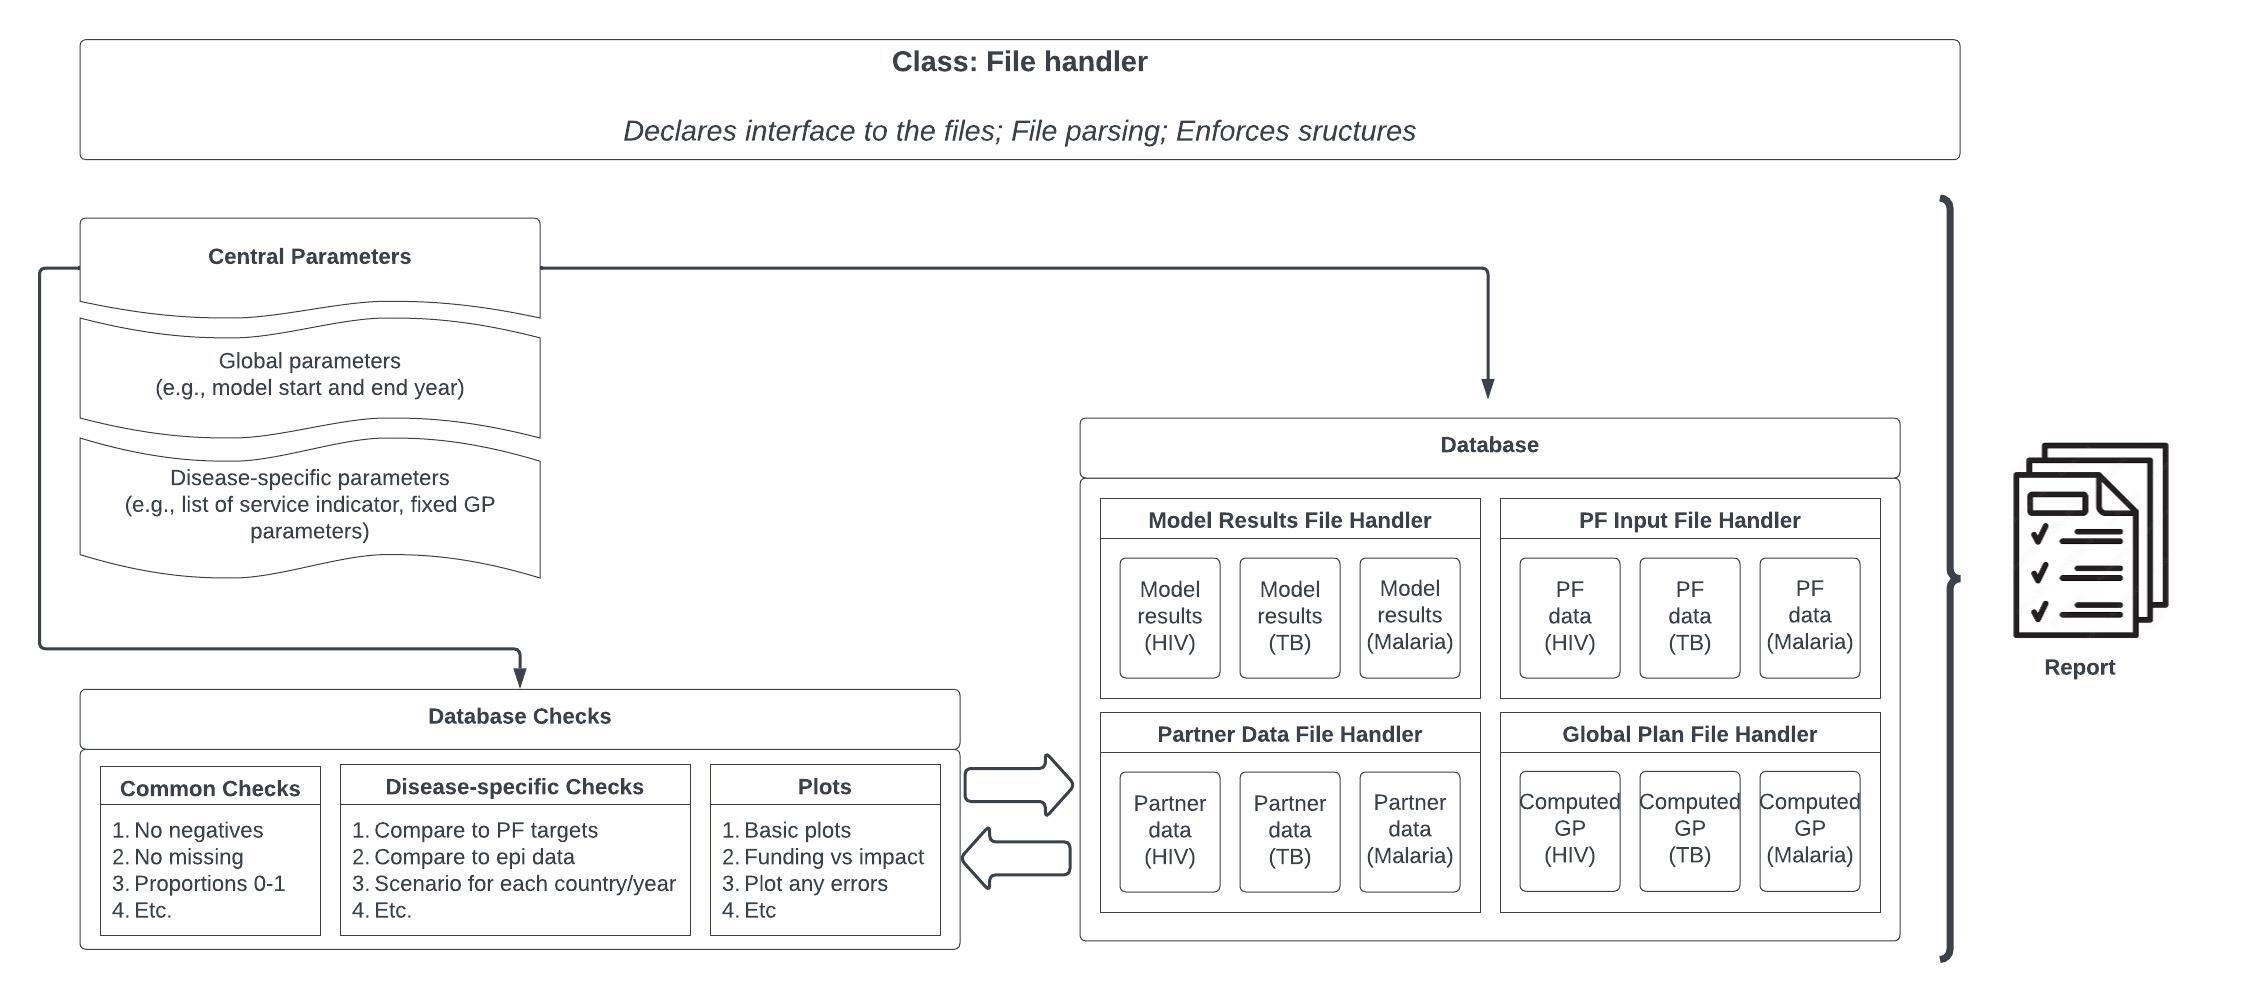 Class: File handler
Declares interface to the files; File parsing; Enforces sructures
Central Parameters
Global parameters
(e.g., model start and end year)
Disease-specific parameters
(e.g., list of service indicator, fixed GP
parameters)
Database Checks
Common Checks
1. No negatives
2. No missing
3. Proportions 0-1
4. Etc.
Disease-specific Checks
1. Compare to PF targets
2. Compare to epi data
3. Scenario for each country/year
4. Etc.
Plots
1. Basic plots
2. Funding vs impact
3. Plot any errors
4. Etc
Database
Model Results File Handler
Model
results
(HIV)
Model
results
(TB)
Model
results
(Malaria)
PF Input File Handler
PF
data
(HIV)
PF
data
(TB)
PF
data
(Malaria)
Partner Data File Handler
Partner
data
(HIV)
Partner
data
(TB)
Partner
data
(Malaria)
Global Plan File Handler
Computed
GP
(HIV)
Computed
GP
(TB)
Computed
GP
(Malaria)
Report